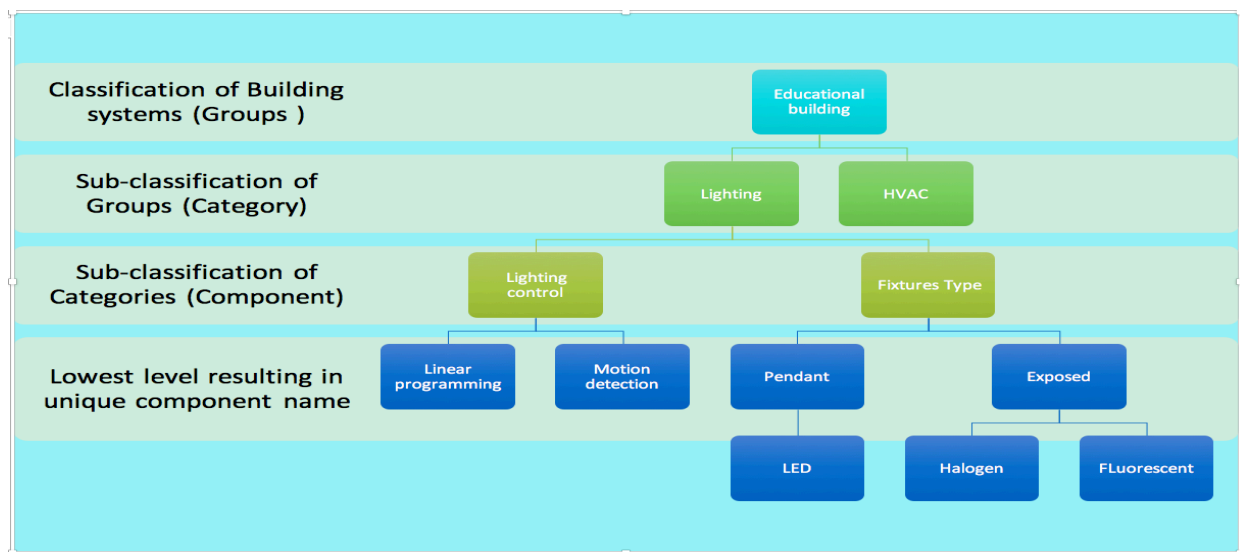 Classification of Building
systems (Groups )
Educational
building
Sub-classification of
Groups (Category)
Lighting
HVAC
Sub-classification of
Categories (Component)
Lighting
control
Fixtures Type
Lowest level resulting in
unique component name
Linear
programming
Motion
detection
Pendant
Exposed
LED
Halogen
FLuorescent